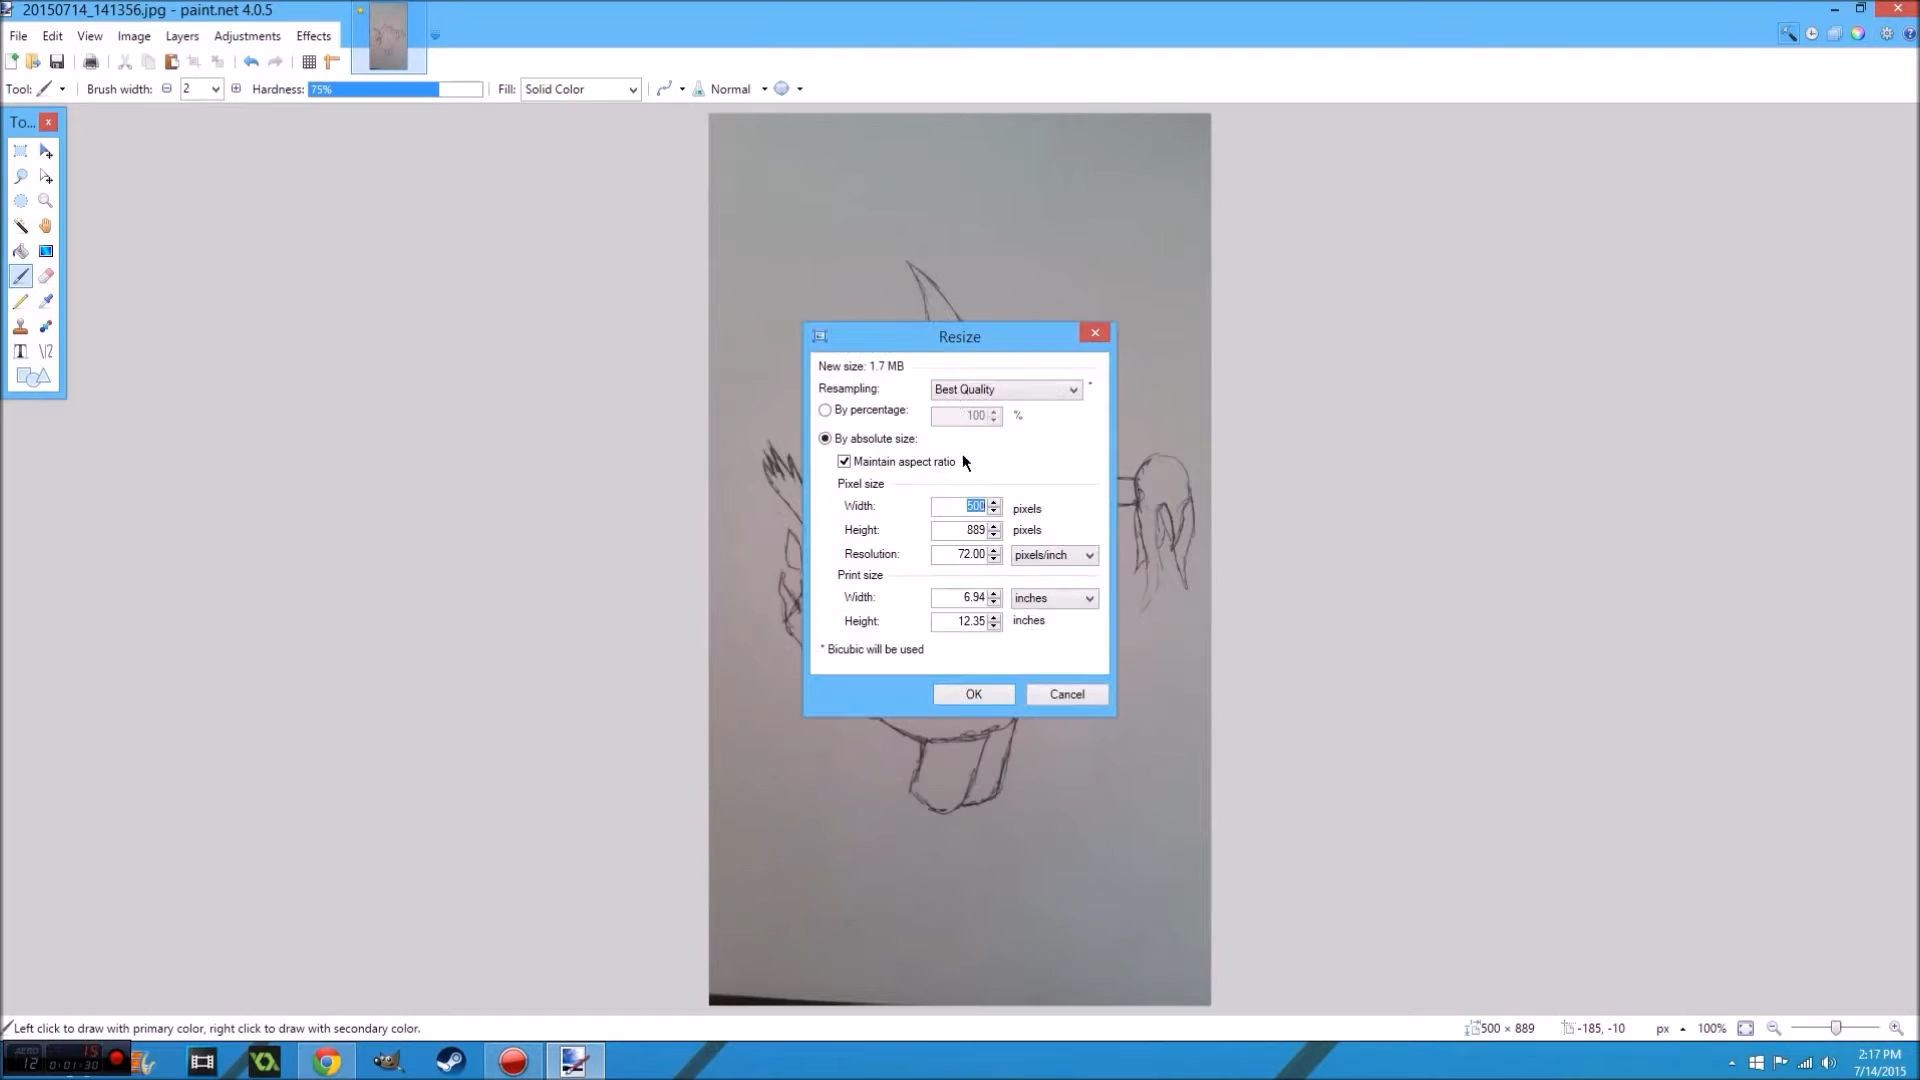 20150714_141356.jpg - paint.net 4.0.5
File Edit View Image Layers Adjustments Effects
Tool: Brush width: 2 Hardness: 75% Fill: Solid Color Normal
To...
Resize
New size: 1.7 MB
Resampling: Best Quality *
By percentage: 100 %
By absolute size:
Maintain aspect ratio
Pixel size
Width: 500 pixels
Height: 889 pixels
Resolution: 72.00 pixels/inch
Print size
Width: 6.94 inches
Height: 12.35 inches
* Bicubic will be used
OK Cancel
Left click to draw with primary color, right click to draw with secondary color.
500 × 889 -185, -10 px 100%
15
12 0:01:30
2:17 PM
7/14/2015